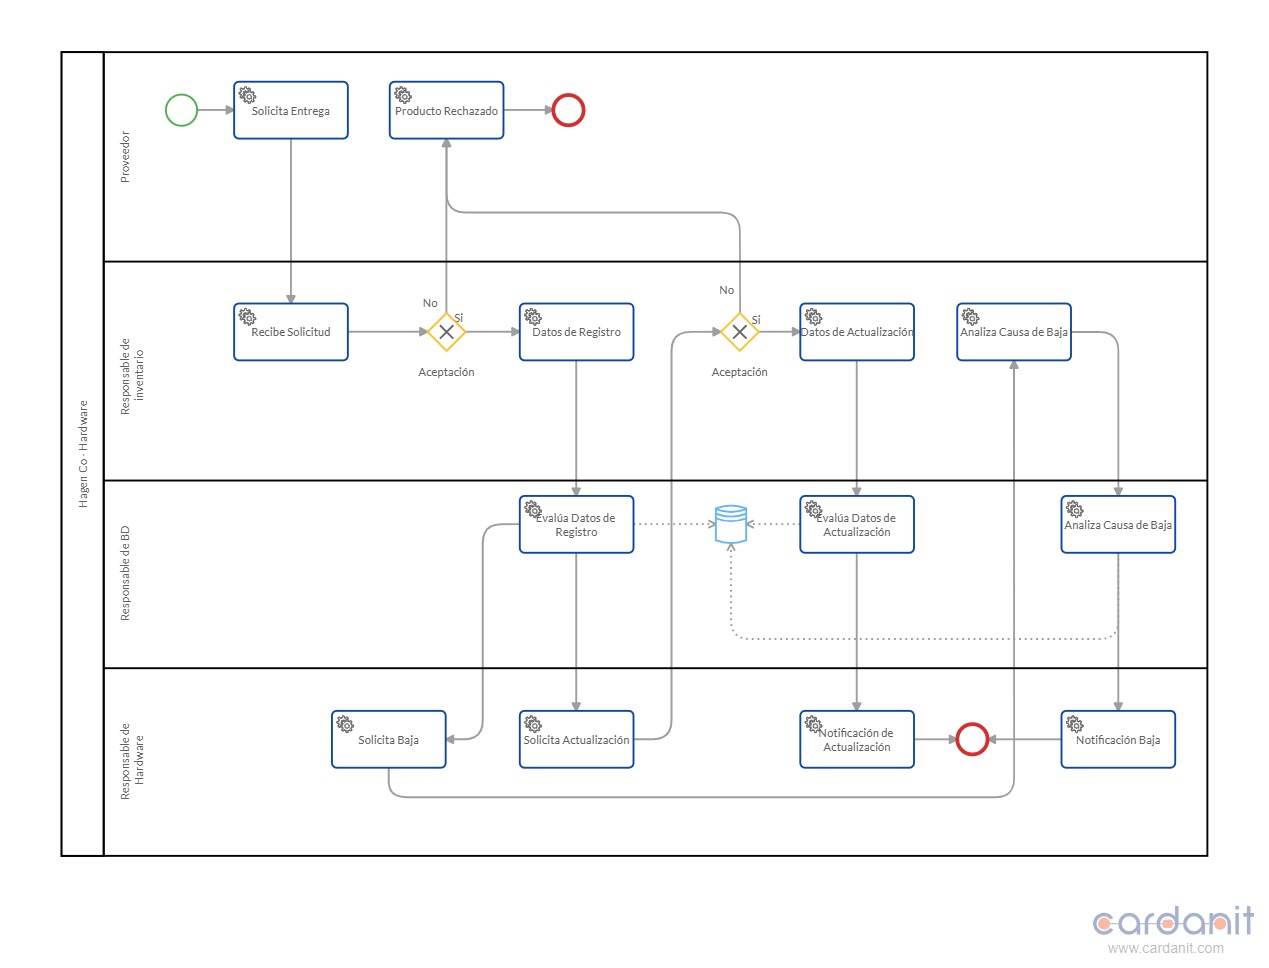 Hagen Co - Hardware
Proveedor
Solicita Entrega
Producto Rechazado
Responsable de
inventario
Recibe Solicitud
No
Si
Aceptación
Datos de Registro
No
Si
Aceptación
Datos de Actualización
Analiza Causa de Baja
Responsable de BD
Evalúa Datos de
Registro
Evalúa Datos de
Actualización
Analiza Causa de Baja
Responsable de
Hardware
Solicita Baja
Solicita Actualización
Notificación de
Actualización
Notificación Baja
cardanit
www.cardanit.com